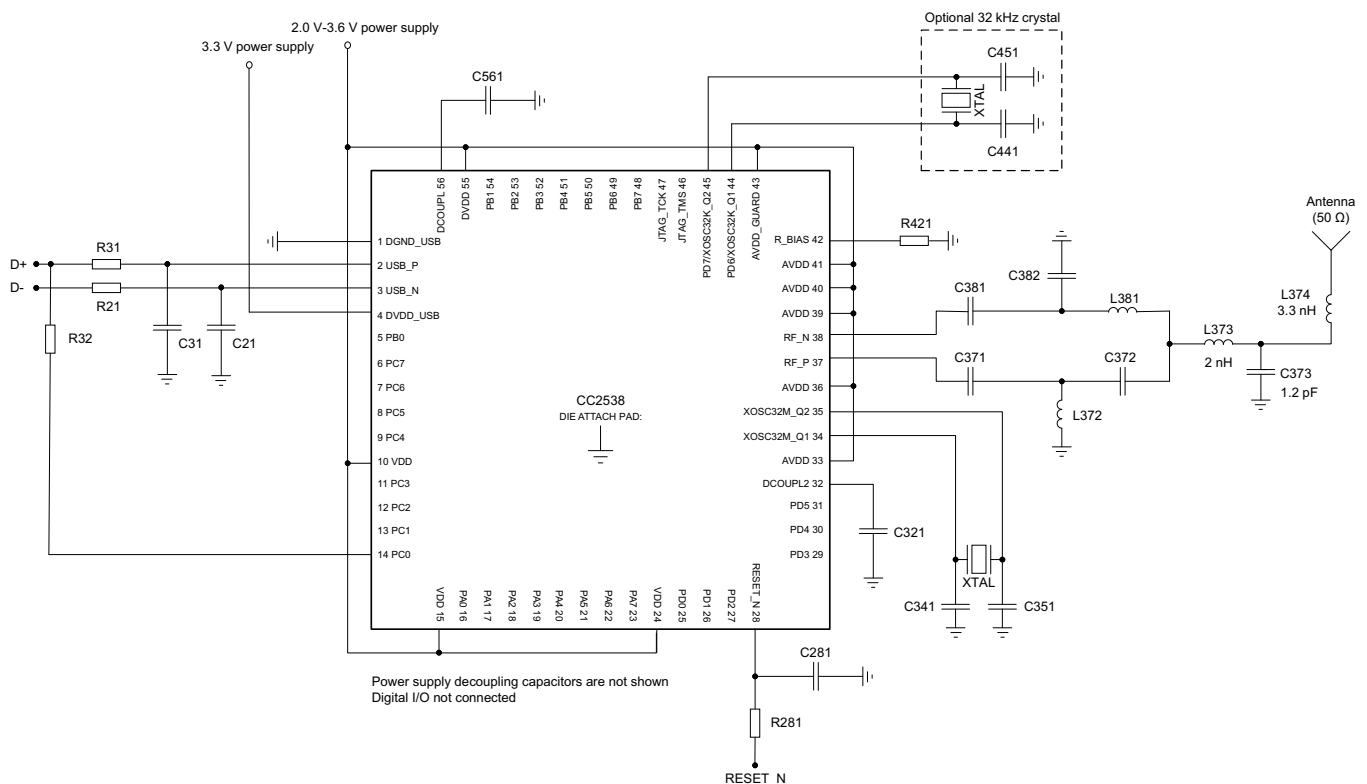 2.0 V-3.6 V power supply
3.3 V power supply
Optional 32 kHz crystal
C451
XTAL
C441
C561
DCOUPL 56
DVDD 55
PB1 54
PB2 53
PB3 52
PB4 51
PB5 50
PB6 49
PB7 48
JTAG_TCK 47
JTAG_TMS 46
PD7/XOSC32K_Q2 45
PD6/XOSC32K_Q1 44
AVDD_GUARD 43
Antenna
(50 Ω)
1 DGND_USB
2 USB_P
3 USB_N
4 DVDD_USB
5 PB0
6 PC7
7 PC6
8 PC5
9 PC4
10 VDD
11 PC3
12 PC2
13 PC1
14 PC0
D+
D-
R31
R21
R32
C31
C21
CC2538
DIE ATTACH PAD:
R_BIAS 42
AVDD 41
AVDD 40
AVDD 39
RF_N 38
RF_P 37
AVDD 36
XOSC32M_Q2 35
XOSC32M_Q1 34
AVDD 33
DCOUPL2 32
PD5 31
PD4 30
PD3 29
R421
C381
C382
L381
C371
C372
L372
L373
2 nH
L374
3.3 nH
C373
1.2 pF
C321
XTAL
C341
C351
VDD 15
PA0 16
PA1 17
PA2 18
PA3 19
PA4 20
PA5 21
PA6 22
PA7 23
VDD 24
PD0 25
PD1 26
PD2 27
RESET_N 28
C281
R281
RESET_N
Power supply decoupling capacitors are not shown
Digital I/O not connected